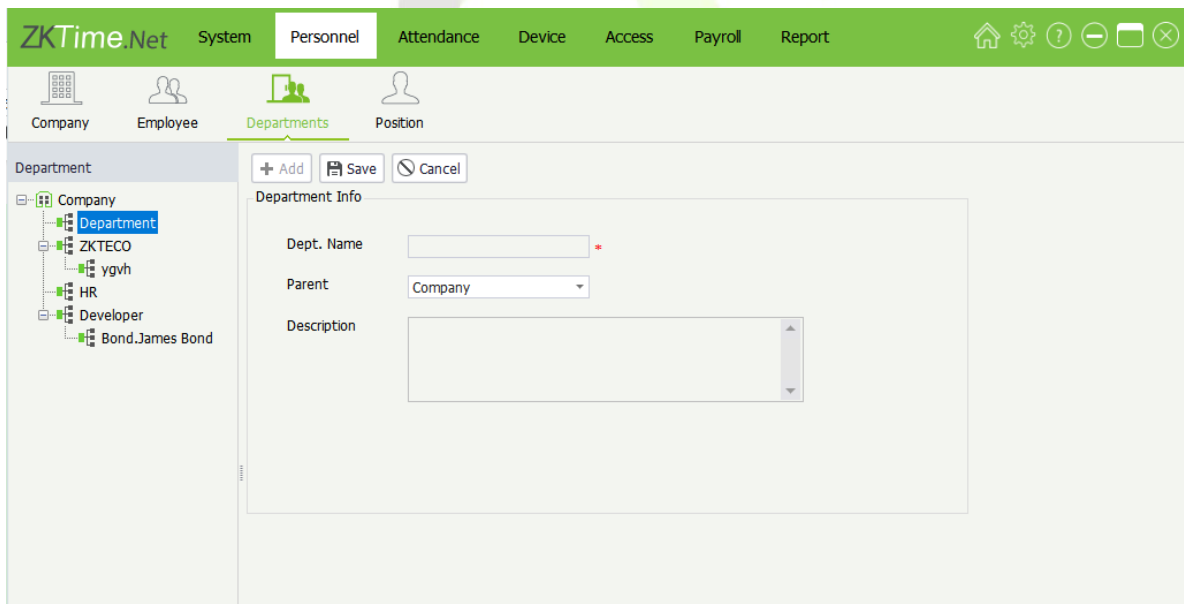 ZKTime.Net System Personnel Attendance Device Access Payroll Report
Company Employee Departments Position
Department
Add Save Cancel
Company
Department
ZKTECO
ygvh
HR
Developer
Bond.James Bond
Department Info
Dept. Name *
Parent Company
Description